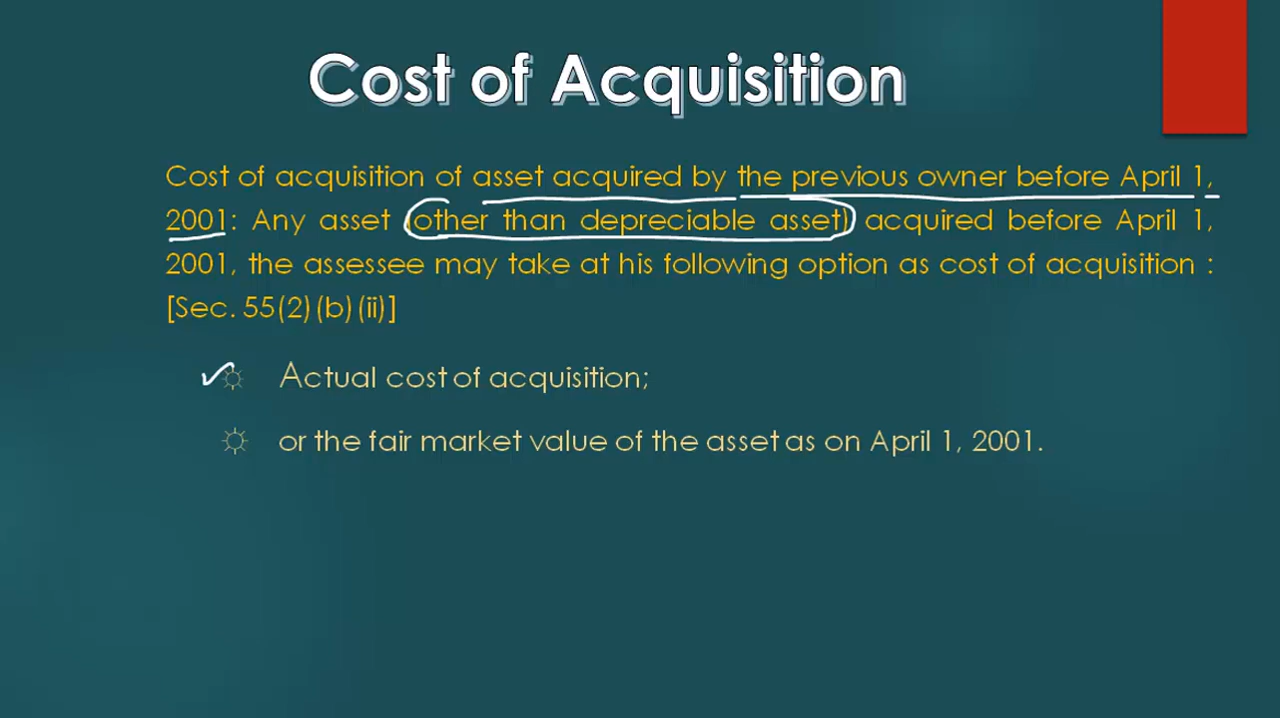 Cost of Acquisition
Cost of acquisition of asset acquired by the previous owner before April 1,
2001: Any asset (other than depreciable asset) acquired before April 1,
2001, the assessee may take at his following option as cost of acquisition :
[Sec. 55(2)(b)(ii)]
Actual cost of acquisition;
or the fair market value of the asset as on April 1, 2001.